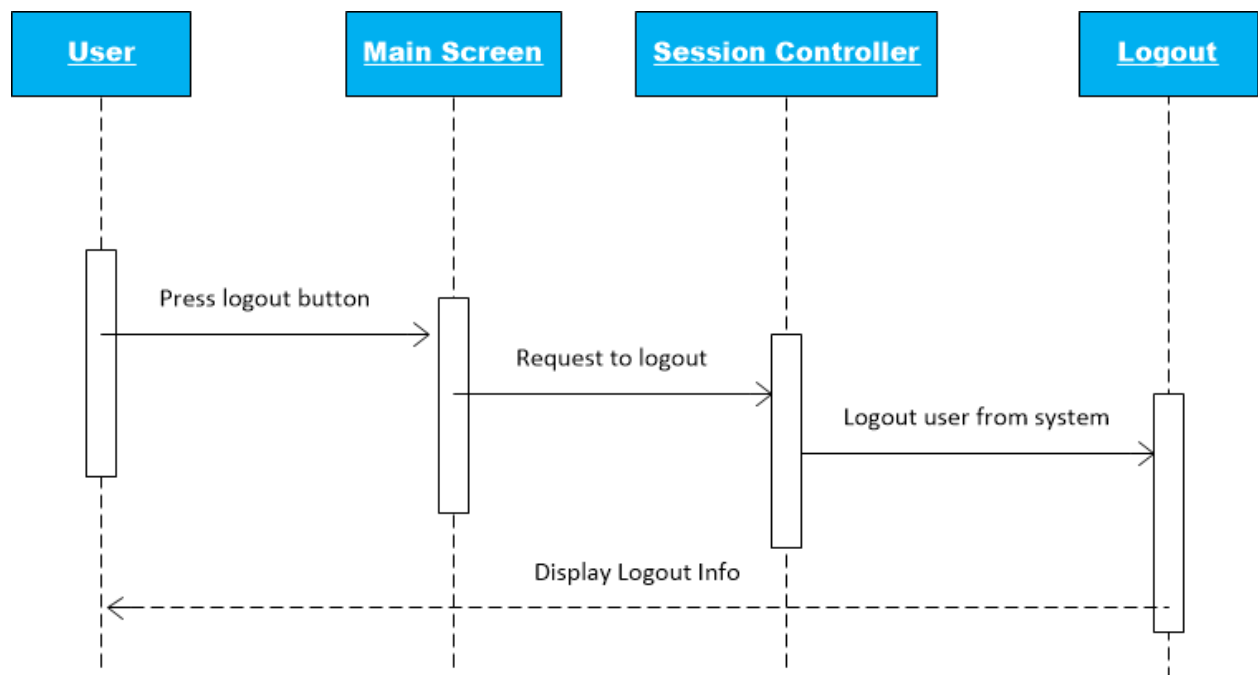 User
Main Screen
Session Controller
Logout
Press logout button
Request to logout
Logout user from system
Display Logout Info